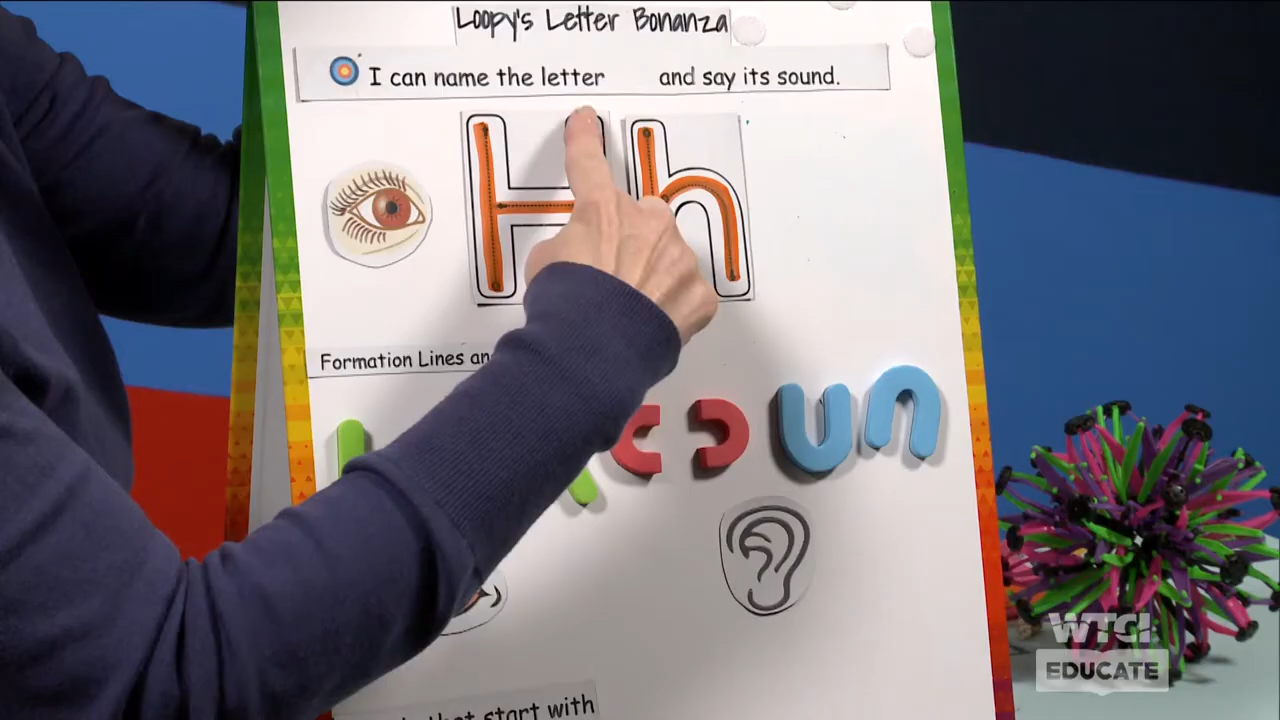 Loopy's Letter Bonanza
I can name the letter and say its sound.
H h
Formation Lines an
that start with
WTCI
EDUCATE